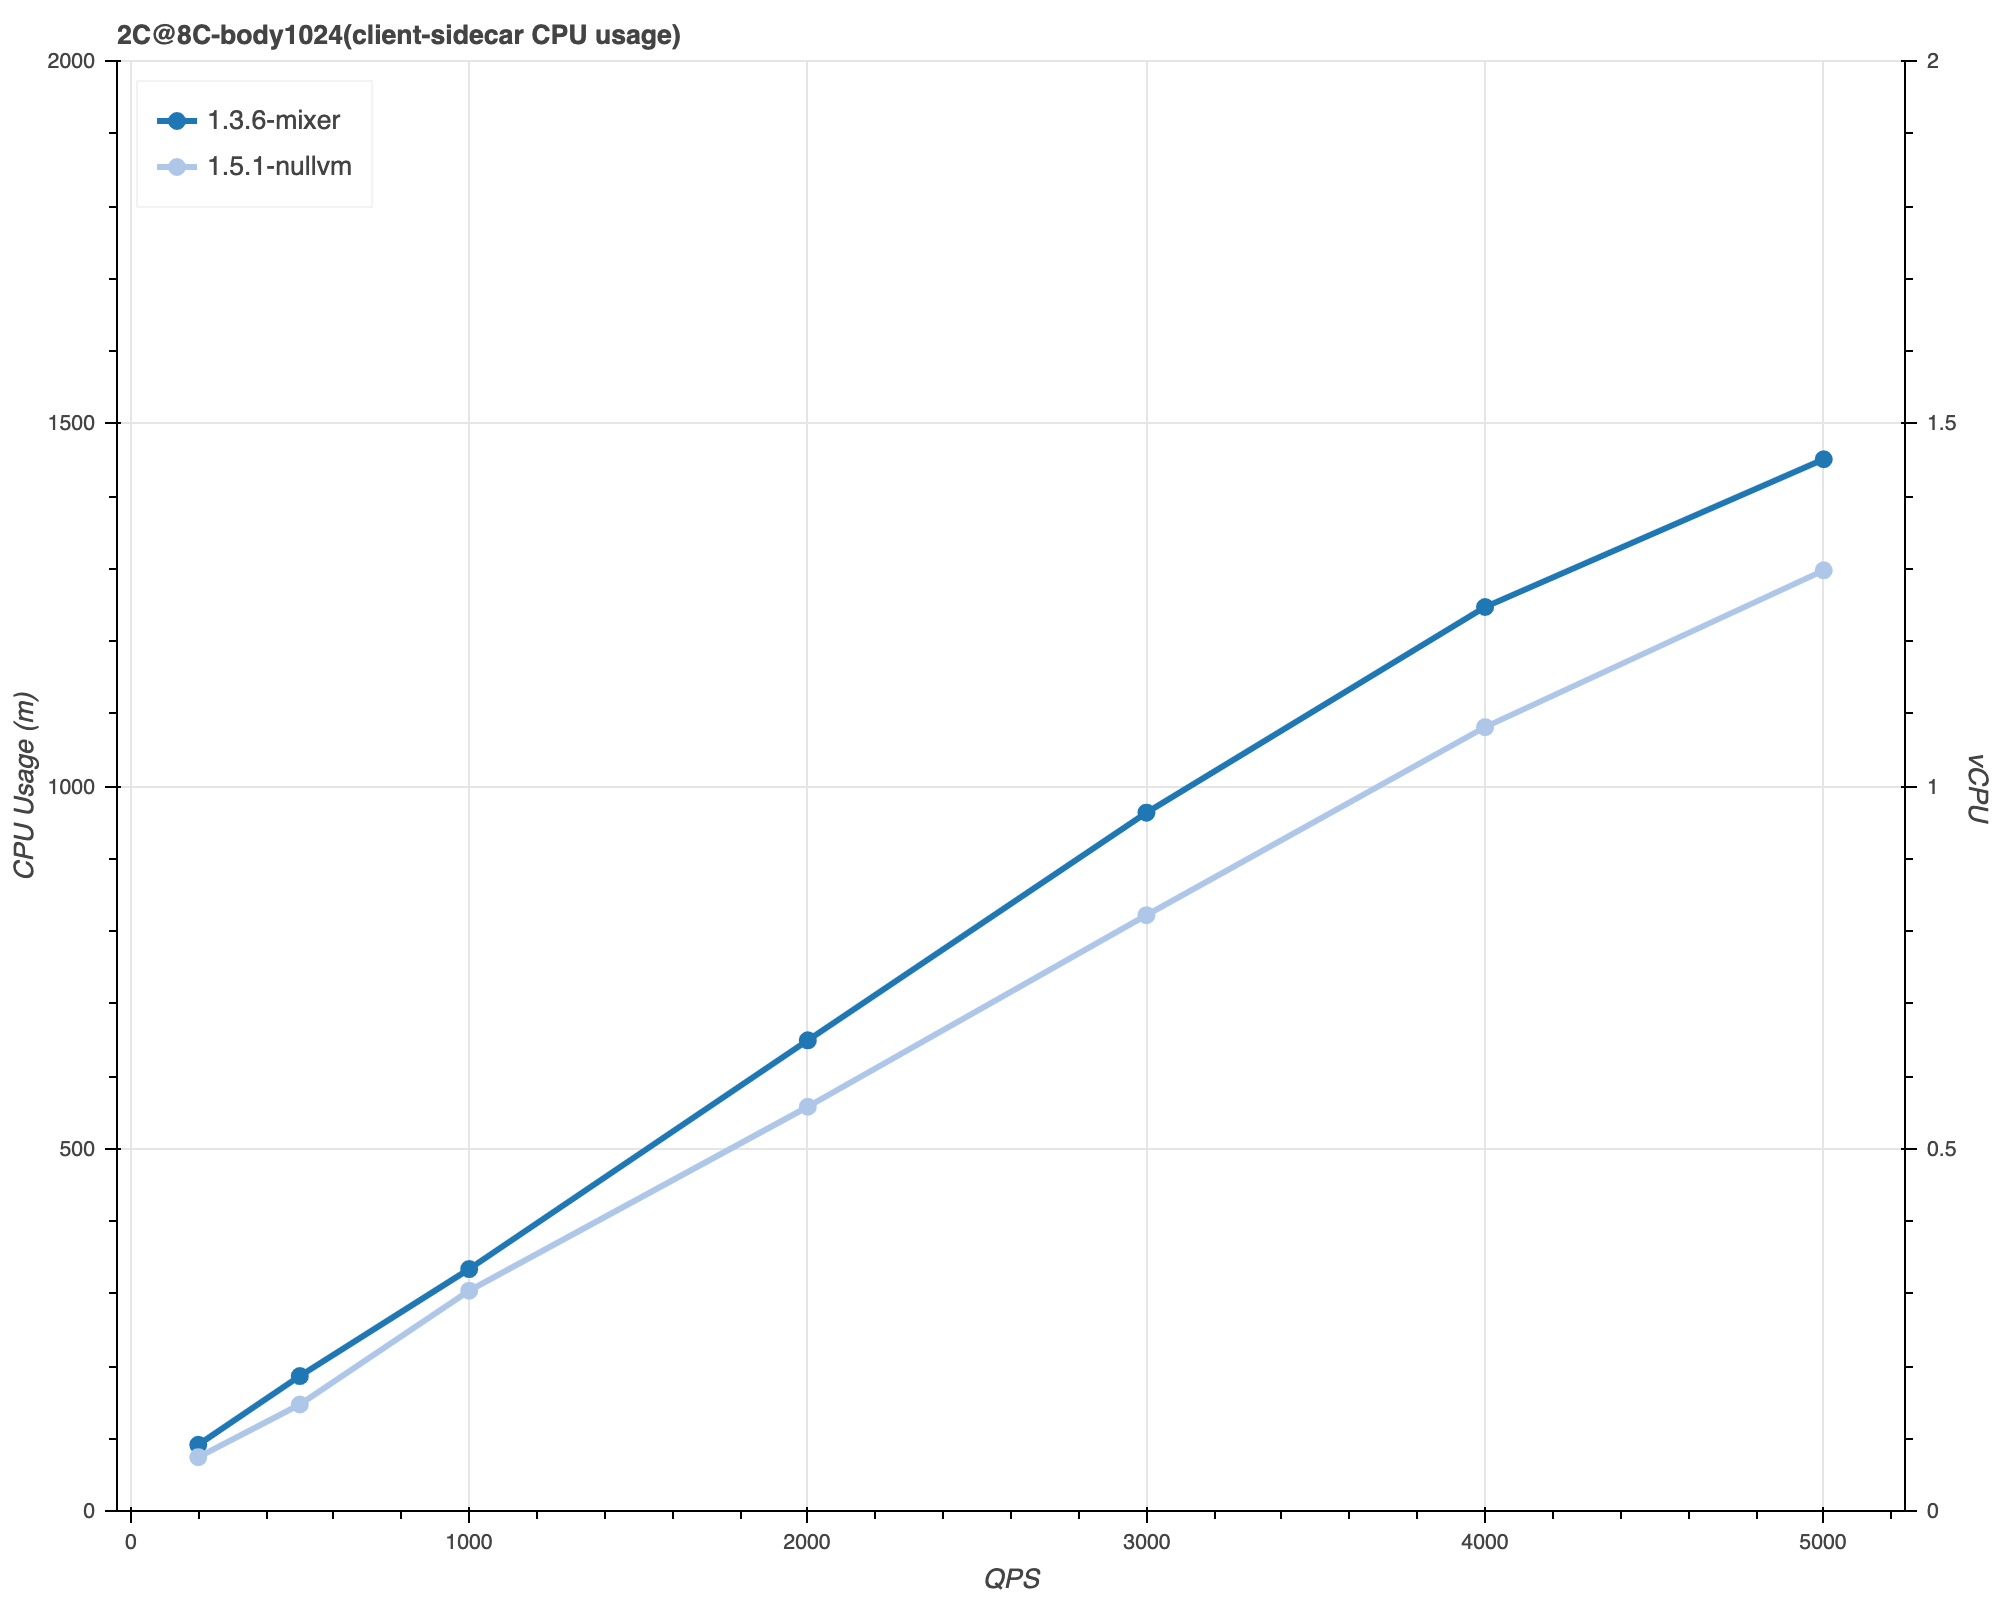 2C@8C-body1024(client-sidecar CPU usage)
1.3.6-mixer
1.5.1-nullvm
2000
1500
1000
500
0
CPU Usage (m)
2
1.5
1
0.5
0
vCPU
0 1000 2000 3000 4000 5000
QPS